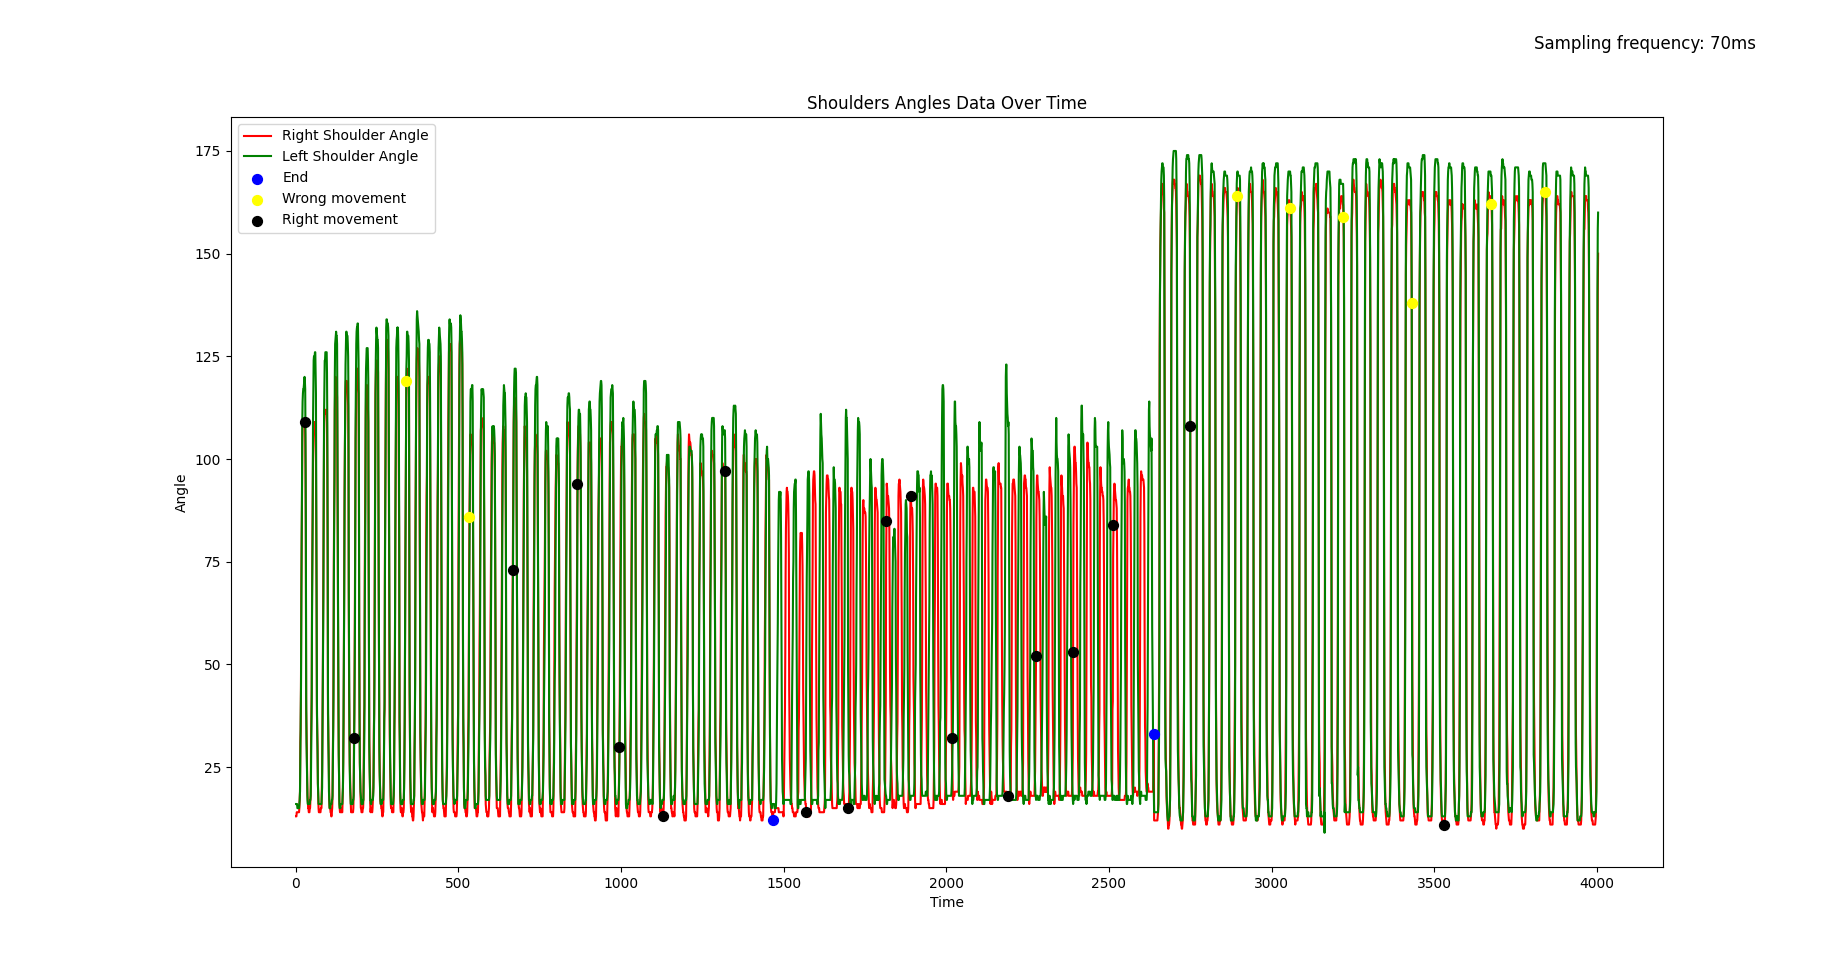 Sampling frequency: 70ms
Shoulders Angles Data Over Time
Right Shoulder Angle
Left Shoulder Angle
End
Wrong movement
Right movement
175
150
125
100
75
50
25
Angle
0 500 1000 1500 2000 2500 3000 3500 4000
Time